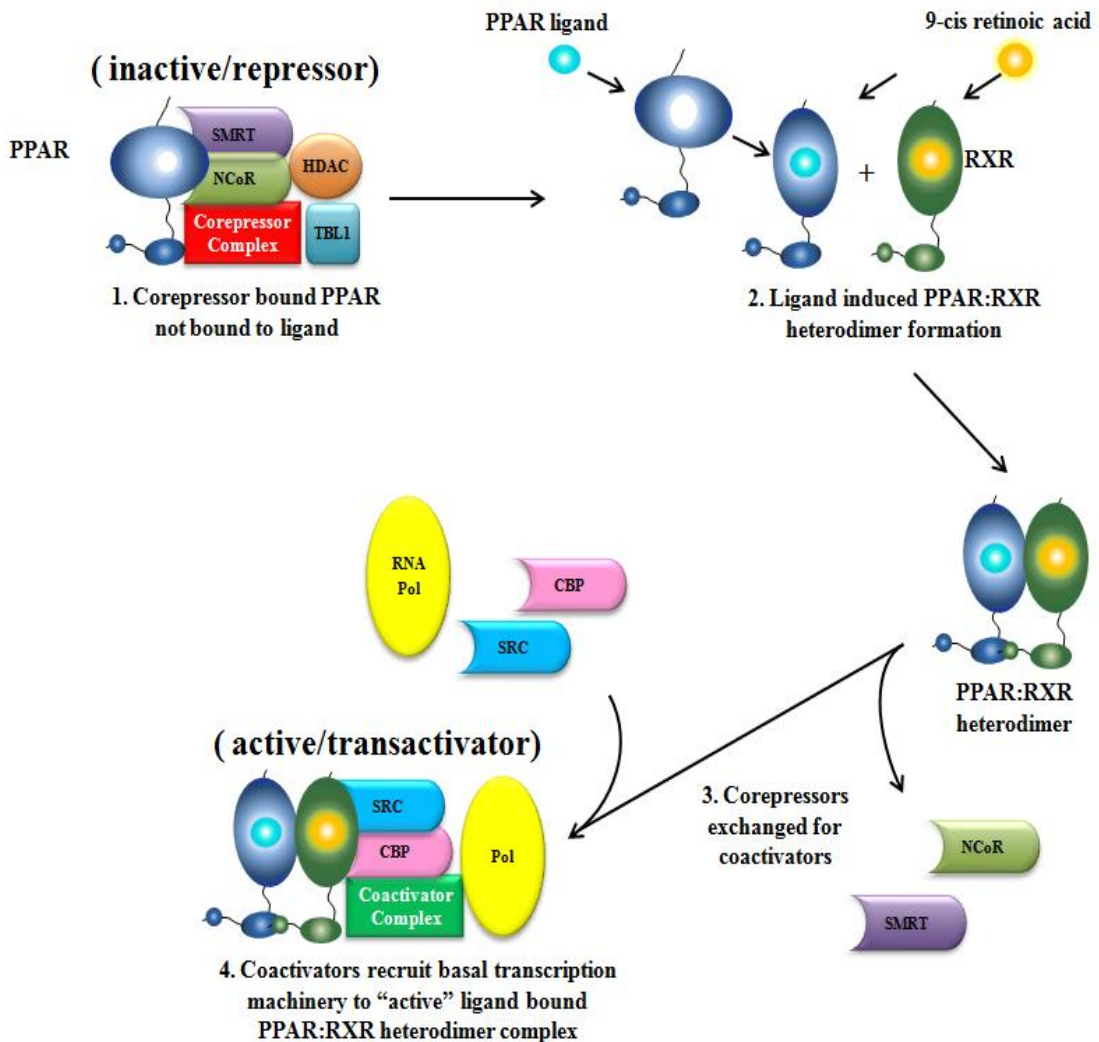 PPAR ligand
9-cis retinoic acid
( inactive/repressor)
PPAR
SMRT
NCoR
HDAC
Corepressor
Complex
TBL1
+
RXR
1. Corepressor bound PPAR
not bound to ligand
2. Ligand induced PPAR:RXR
heterodimer formation
RNA
Pol
CBP
SRC
PPAR:RXR
heterodimer
( active/transactivator)
SRC
CBP
Coactivator
Complex
Pol
3. Corepressors
exchanged for
coactivators
NCoR
SMRT
4. Coactivators recruit basal transcription
machinery to “active” ligand bound
PPAR:RXR heterodimer complex